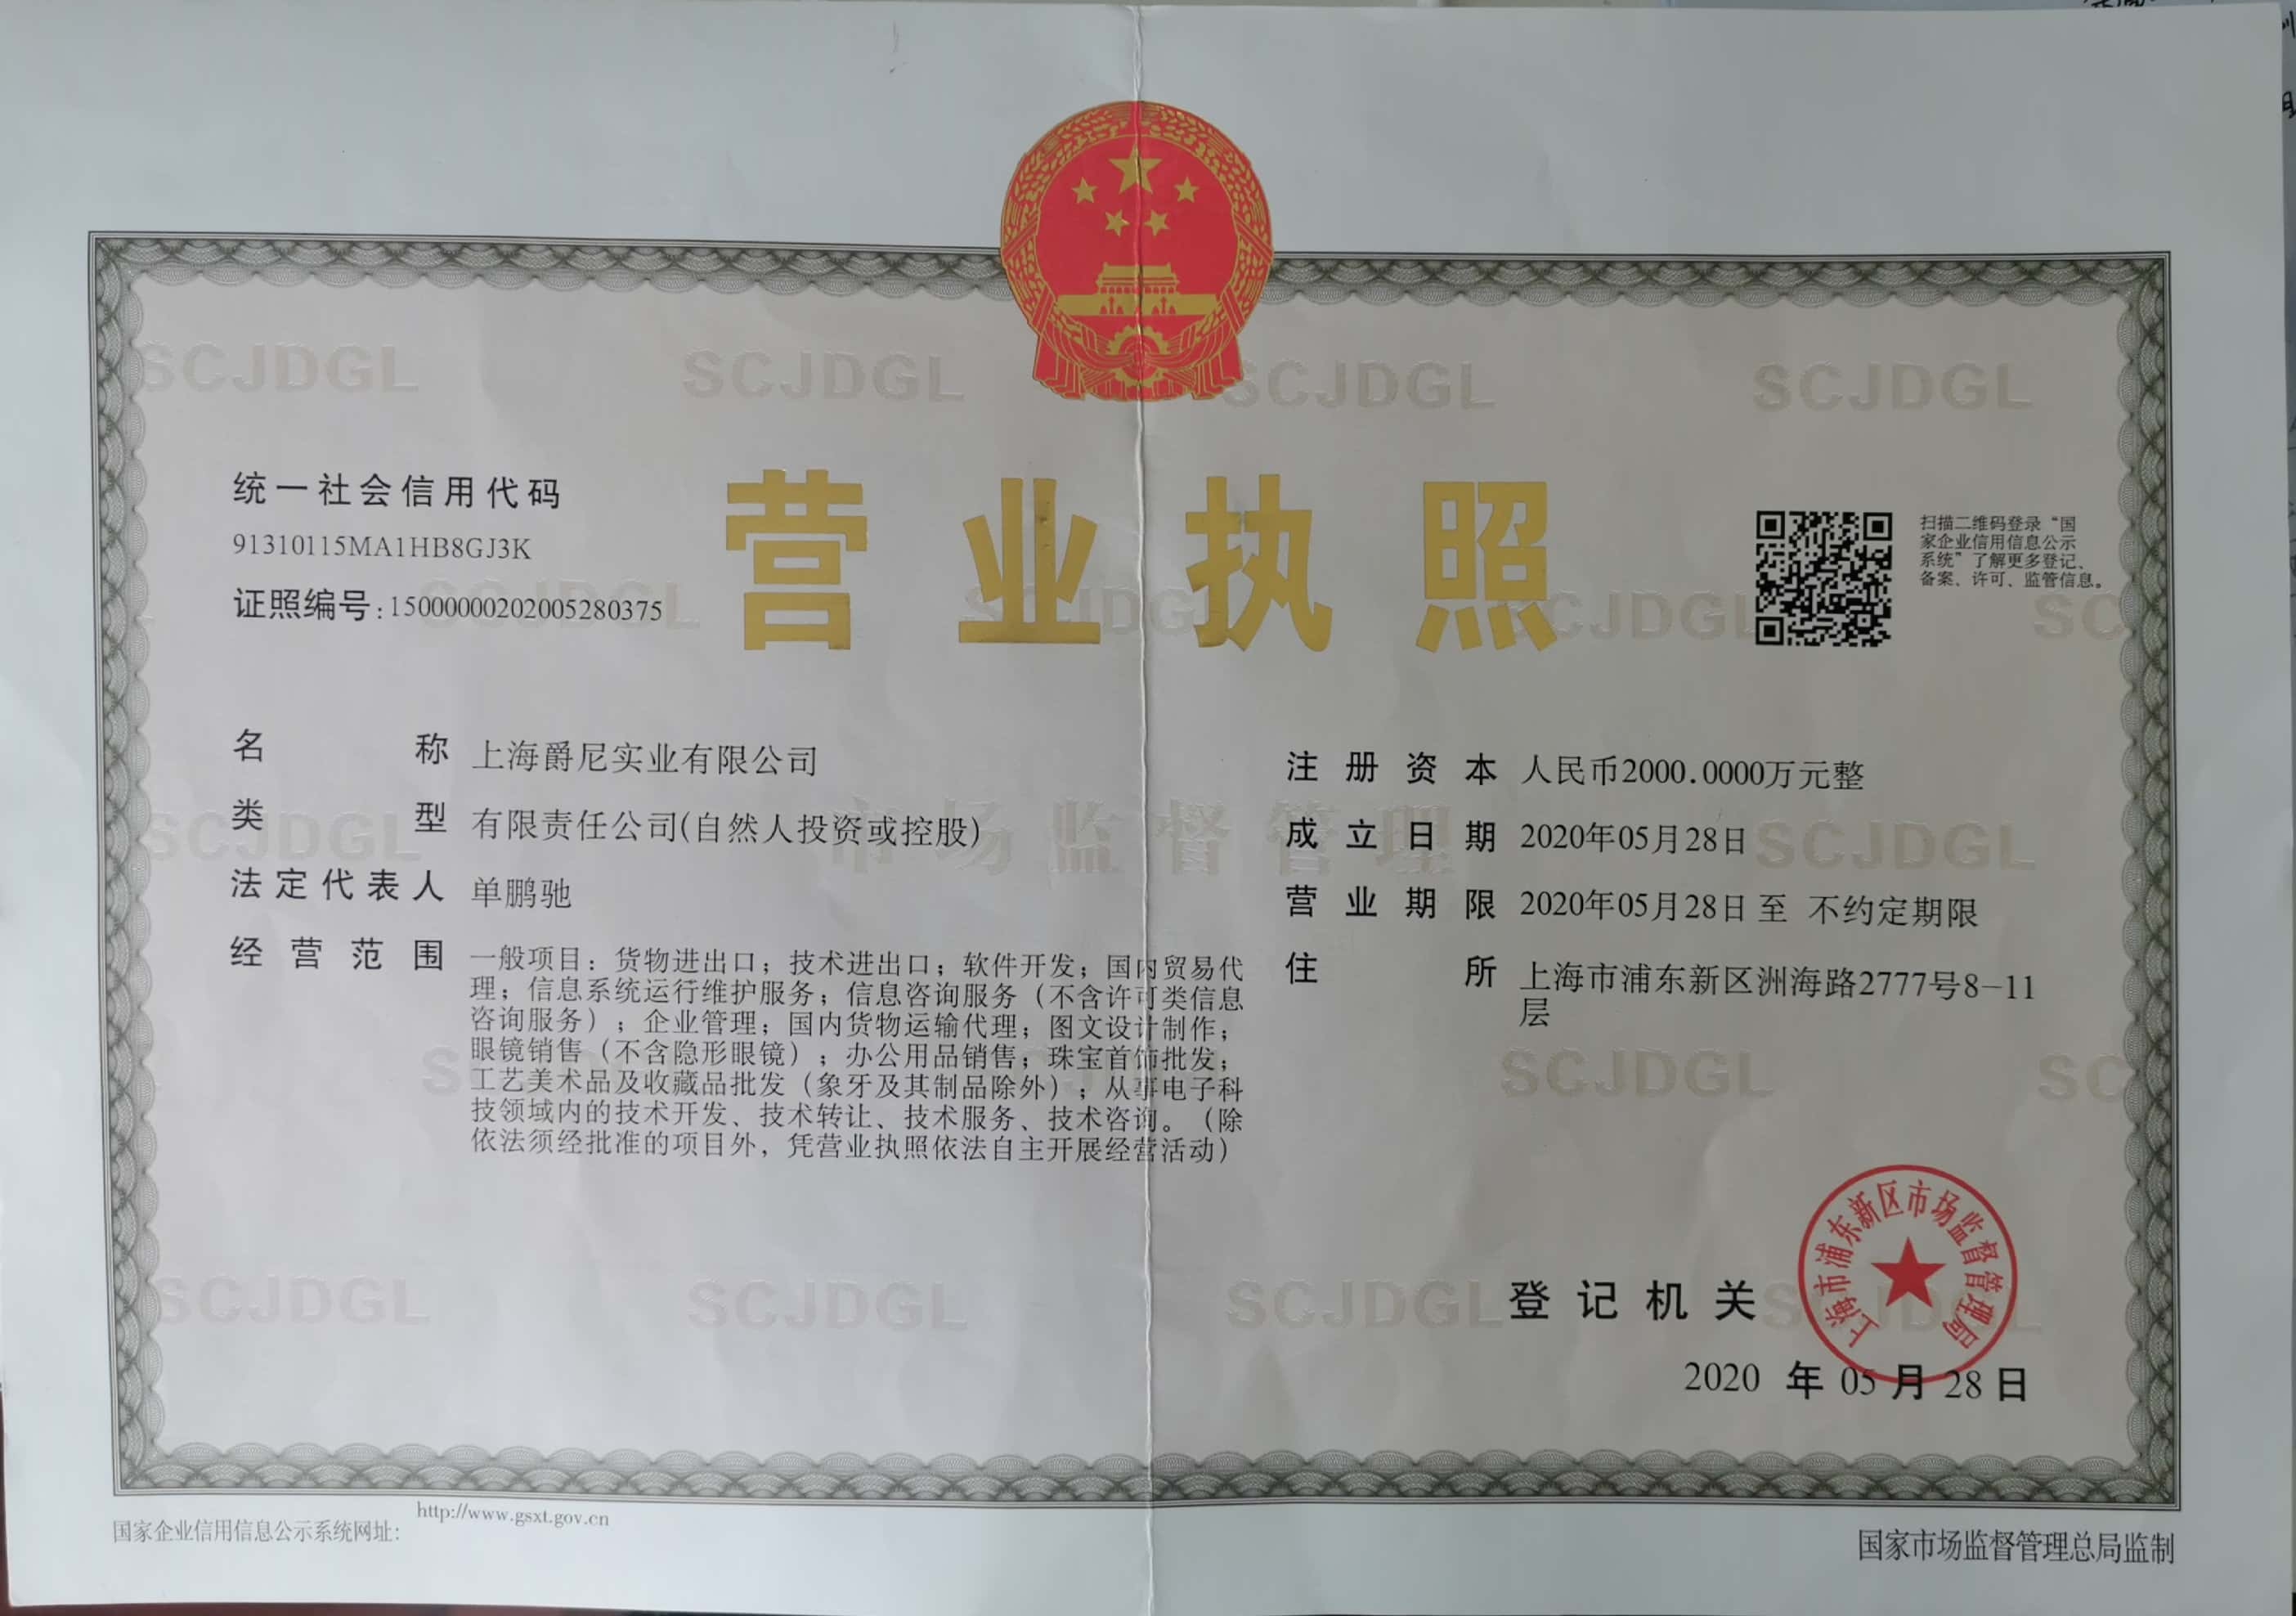 统一社会信用代码
91310115MA1HB8GJ3K
证照编号:15000000202005280375
营业执照
扫描二维码登录“国
家企业信用信息公示
系统”了解更多登记、
备案、许可、监管信息。
名称 上海爵尼实业有限公司
类型 有限责任公司(自然人投资或控股)
法定代表人 单鹏驰
经营范围 一般项目：货物进出口；技术进出口；软件开发；国内贸易代
理；信息系统运行维护服务；信息咨询服务（不含许可类信息
咨询服务）；企业管理；国内货物运输代理；图文设计制作；
眼镜销售（不含隐形眼镜）；办公用品销售；珠宝首饰批发；
工艺美术品及收藏品批发（象牙及其制品除外）；从事电子科
技领域内的技术开发、技术转让、技术服务、技术咨询。（除
依法须经批准的项目外，凭营业执照依法自主开展经营活动）
注册资本 人民币2000.0000万元整
成立日期 2020年05月28日
营业期限 2020年05月28日 至 不约定期限
住所 上海市浦东新区洲海路2777号8-11
层
登记机关
上海市浦东新区市场监督管理局
2020 年 05 月 28 日
国家企业信用信息公示系统网址: http://www.gsxt.gov.cn
国家市场监督管理总局监制
SCJDGL
市场监督管理